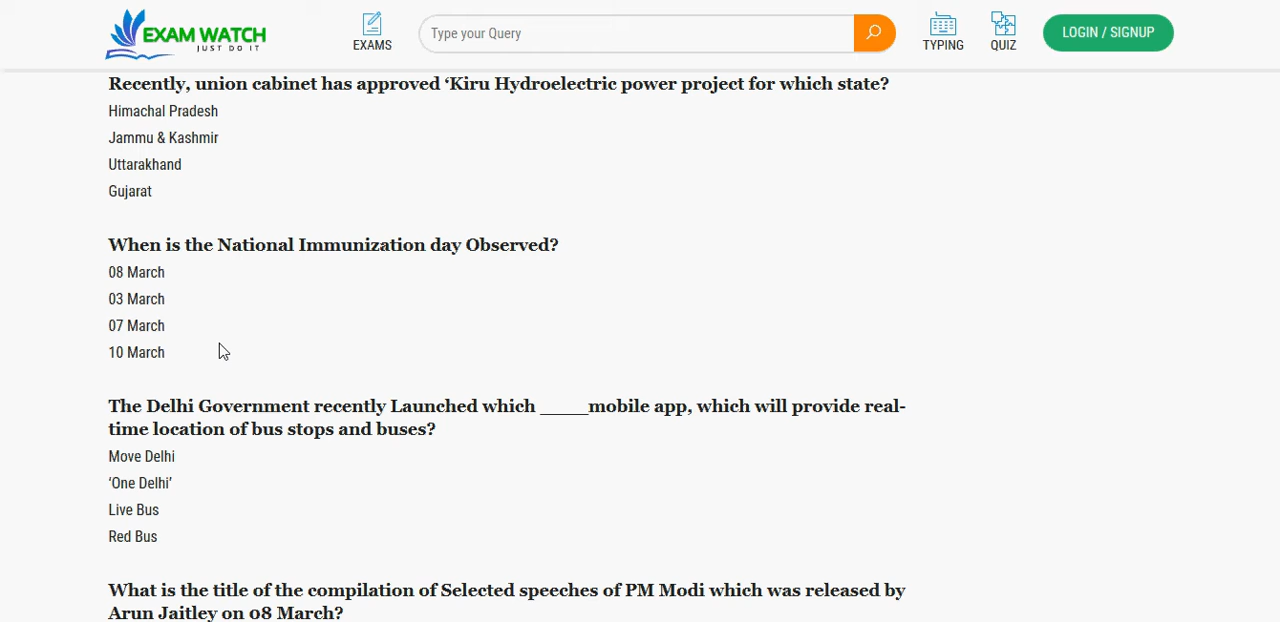 EXAM WATCH
JUST DO IT
EXAMS
Type your Query
TYPING
QUIZ
LOGIN / SIGNUP
Recently, union cabinet has approved ‘Kiru Hydroelectric power project for which state?
Himachal Pradesh
Jammu & Kashmir
Uttarakhand
Gujarat
When is the National Immunization day Observed?
08 March
03 March
07 March
10 March
The Delhi Government recently Launched which _____mobile app, which will provide real-
time location of bus stops and buses?
Move Delhi
‘One Delhi’
Live Bus
Red Bus
What is the title of the compilation of Selected speeches of PM Modi which was released by
Arun Jaitley on 08 March?